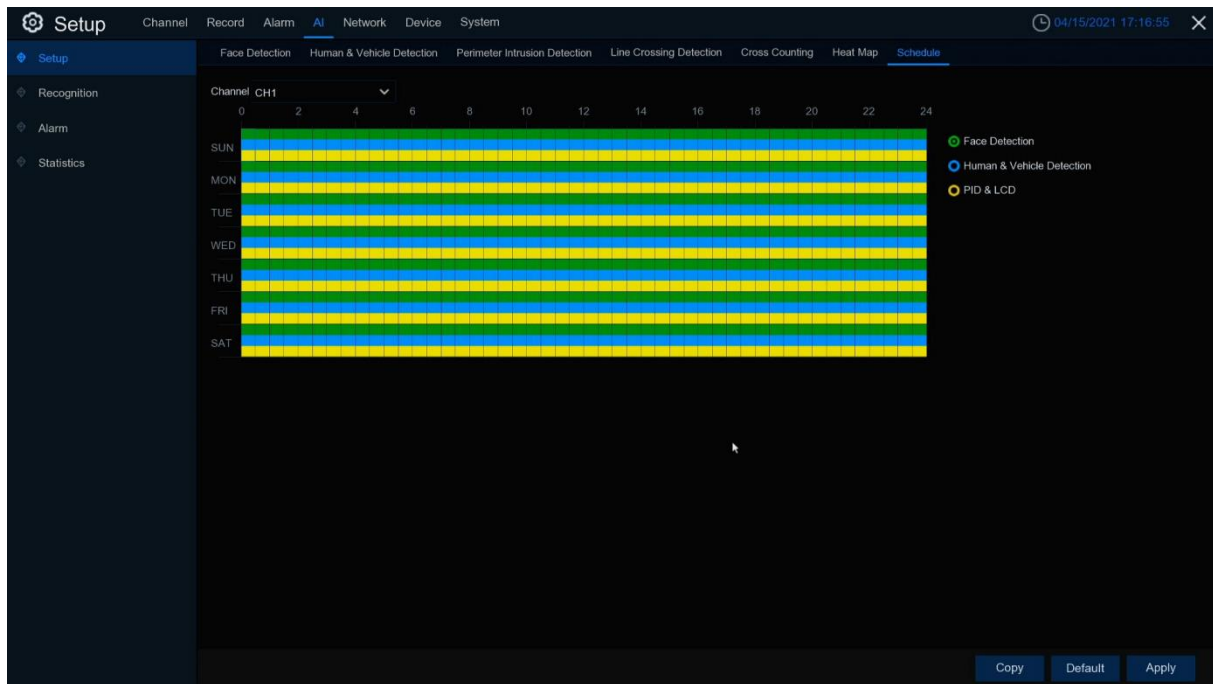 Setup Channel Record Alarm AI Network Device System 04/15/2021 17:16:55
Setup
Recognition
Alarm
Statistics
Face Detection Human & Vehicle Detection Perimeter Intrusion Detection Line Crossing Detection Cross Counting Heat Map Schedule
Channel CH1
0 2 4 6 8 10 12 14 16 18 20 22 24
SUN
MON
TUE
WED
THU
FRI
SAT
Face Detection
Human & Vehicle Detection
PID & LCD
Copy Default Apply